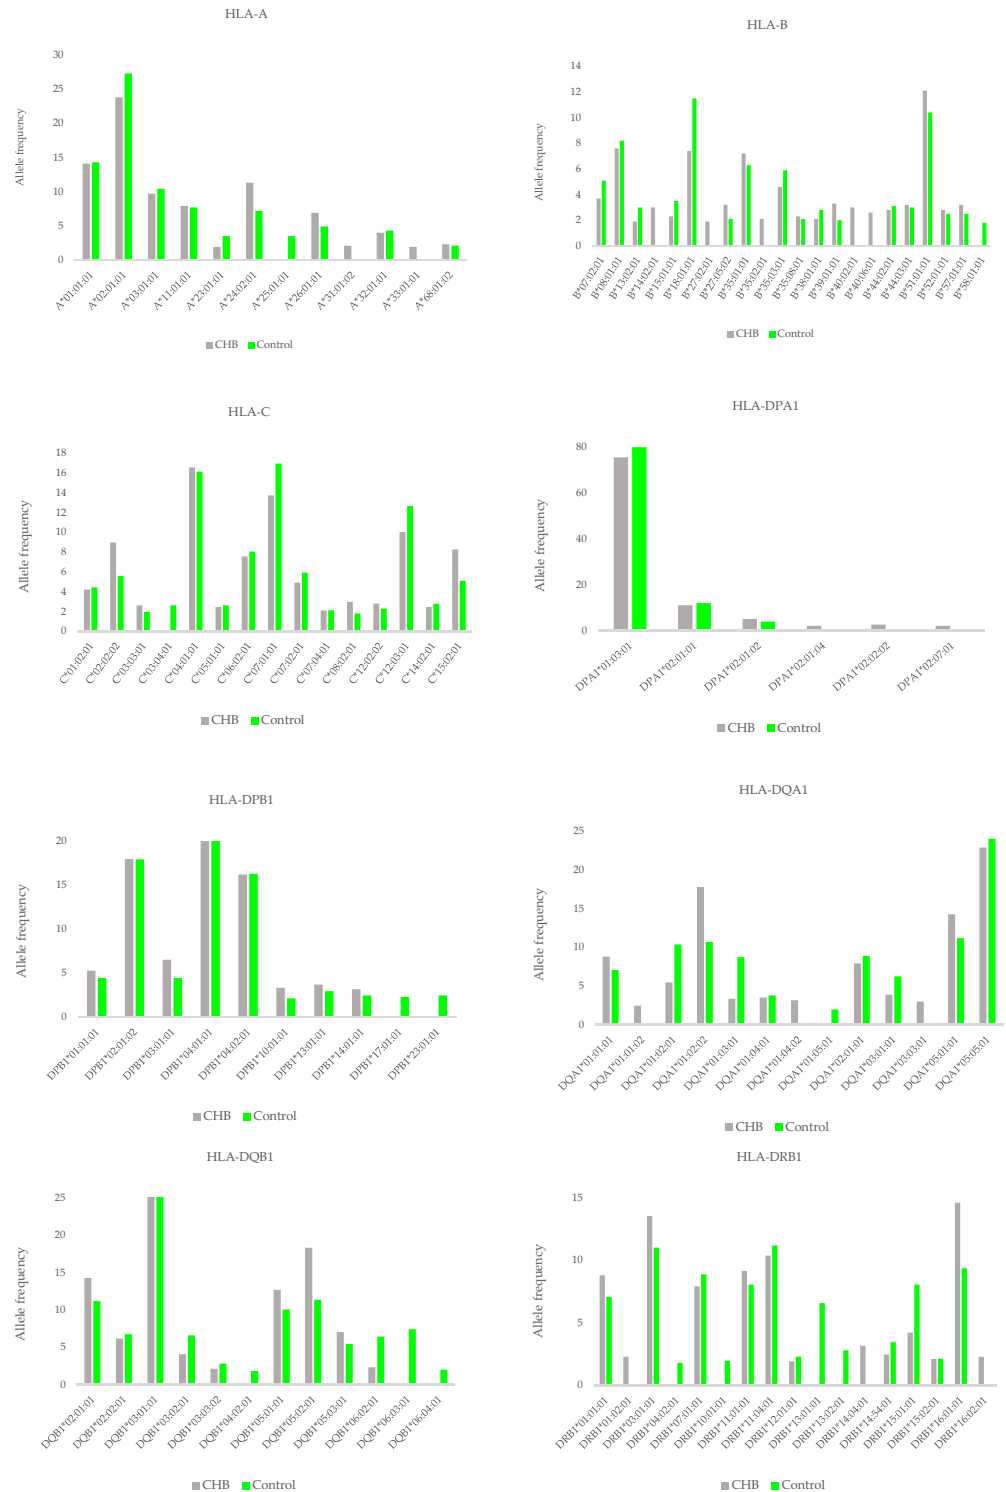 HLA-A
Allele frequency
30
25
20
15
10
5
0
A*01:01:01
A*02:01:01
A*03:01:01
A*11:01:01
A*23:01:01
A*24:02:01
A*25:01:01
A*26:01:01
A*31:01:02
A*32:01:01
A*33:01:01
A*68:01:02
CHB Control
HLA-B
Allele frequency
14
12
10
8
6
4
2
0
B*07:02:01
B*08:01:01
B*13:02:01
B*14:02:01
B*15:01:01
B*18:01:01
B*27:02:01
B*27:05:02
B*35:01:01
B*35:02:01
B*35:03:01
B*35:08:01
B*38:01:01
B*39:01:01
B*40:02:01
B*40:06:01
B*44:02:01
B*44:03:01
B*51:01:01
B*52:01:01
B*57:01:01
B*58:01:01
CHB Control
HLA-C
Allele frequency
18
16
14
12
10
8
6
4
2
0
C*01:02:01
C*02:02:02
C*03:03:01
C*03:04:01
C*04:01:01
C*05:01:01
C*06:02:01
C*07:01:01
C*07:02:01
C*07:04:01
C*08:02:01
C*12:02:02
C*12:03:01
C*14:02:01
C*15:02:01
CHB Control
HLA-DPA1
Allele frequency
80
60
40
20
0
DPA1*01:03:01
DPA1*02:01:01
DPA1*02:01:02
DPA1*02:01:04
DPA1*02:02:02
DPA1*02:07:01
CHB Control
HLA-DPB1
Allele frequency
20
15
10
5
0
DPB1*01:01:01
DPB1*02:01:02
DPB1*03:01:01
DPB1*04:01:01
DPB1*04:02:01
DPB1*10:01:01
DPB1*13:01:01
DPB1*14:01:01
DPB1*17:01:01
DPB1*23:01:01
CHB Control
HLA-DQA1
Allele frequency
25
20
15
10
5
0
DQA1*01:01:01
DQA1*01:01:02
DQA1*01:02:01
DQA1*01:02:02
DQA1*01:03:01
DQA1*01:04:01
DQA1*01:04:02
DQA1*01:05:01
DQA1*02:01:01
DQA1*03:01:01
DQA1*03:03:01
DQA1*05:01:01
DQA1*05:05:01
CHB Control
HLA-DQB1
Allele frequency
25
20
15
10
5
0
DQB1*02:01:01
DQB1*02:02:01
DQB1*03:01:01
DQB1*03:02:01
DQB1*03:03:02
DQB1*04:02:01
DQB1*05:01:01
DQB1*05:02:01
DQB1*05:03:01
DQB1*06:02:01
DQB1*06:03:01
DQB1*06:04:01
CHB Control
HLA-DRB1
Allele frequency
15
10
5
0
DRB1*01:01:01
DRB1*01:02:01
DRB1*03:01:01
DRB1*04:02:01
DRB1*07:01:01
DRB1*10:01:01
DRB1*11:01:01
DRB1*11:04:01
DRB1*12:01:01
DRB1*13:01:01
DRB1*13:02:01
DRB1*14:04:01
DRB1*14:54:01
DRB1*15:01:01
DRB1*15:02:01
DRB1*16:01:01
DRB1*16:02:01
CHB Control